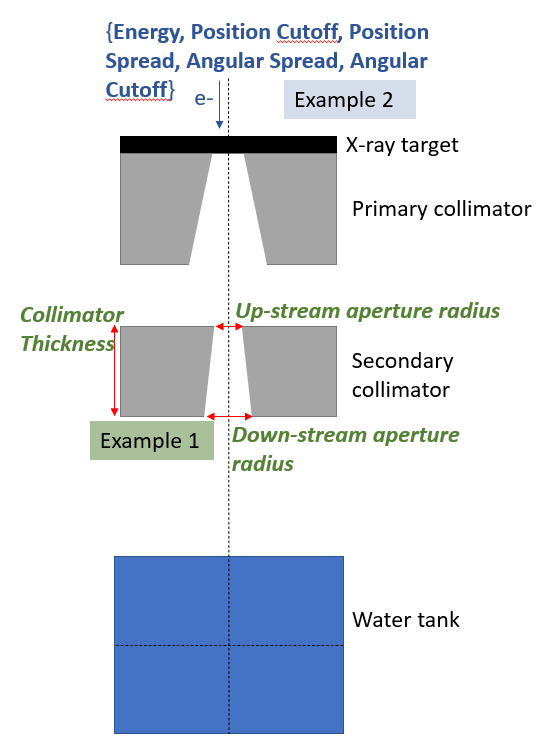 {Energy, Position Cutoff, Position
Spread, Angular Spread, Angular
Cutoff}
e-
Example 2
X-ray target
Primary collimator
Up-stream aperture radius
Collimator
Thickness
Secondary
collimator
Example 1
Down-stream aperture
radius
Water tank